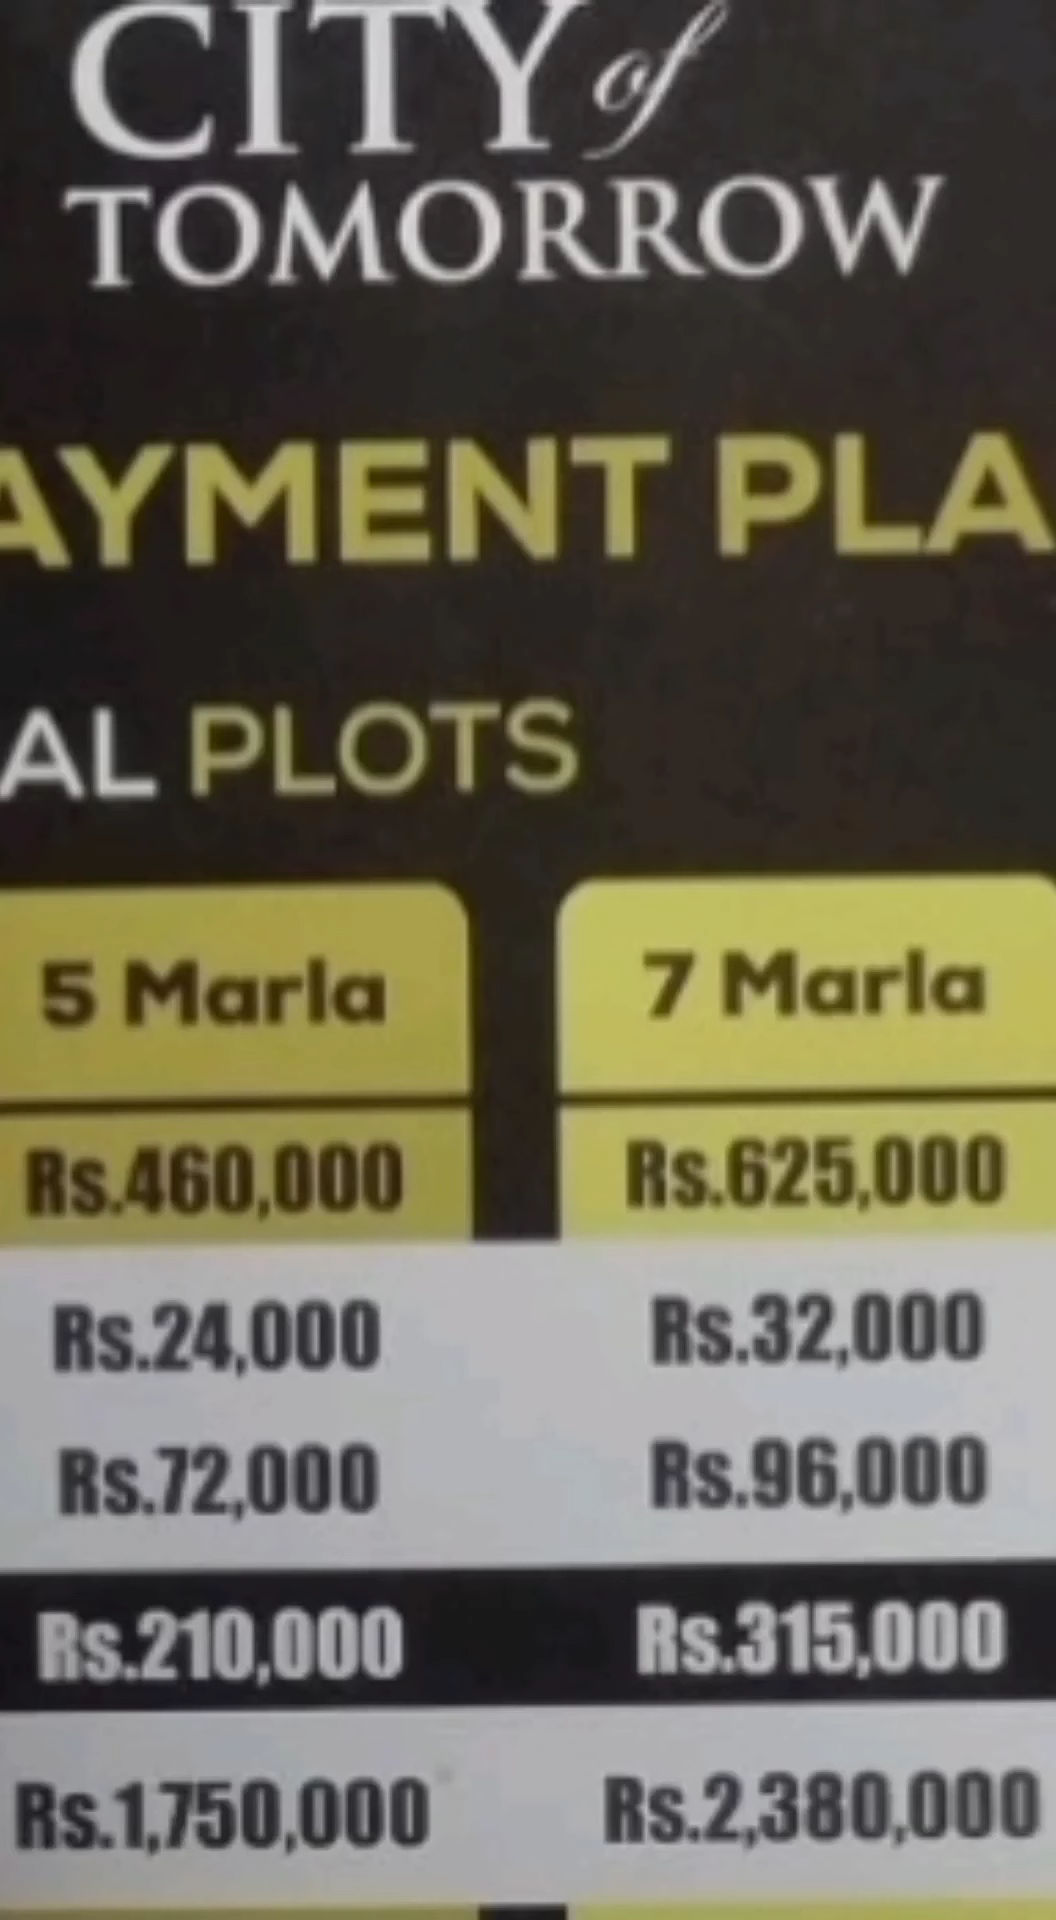 CITY of
TOMORROW
AYMENT PLA
AL PLOTS
5 Marla 7 Marla
Rs.460,000 Rs.625,000
Rs.24,000 Rs.32,000
Rs.72,000 Rs.96,000
Rs.210,000 Rs.315,000
Rs.1,750,000 Rs.2,380,000